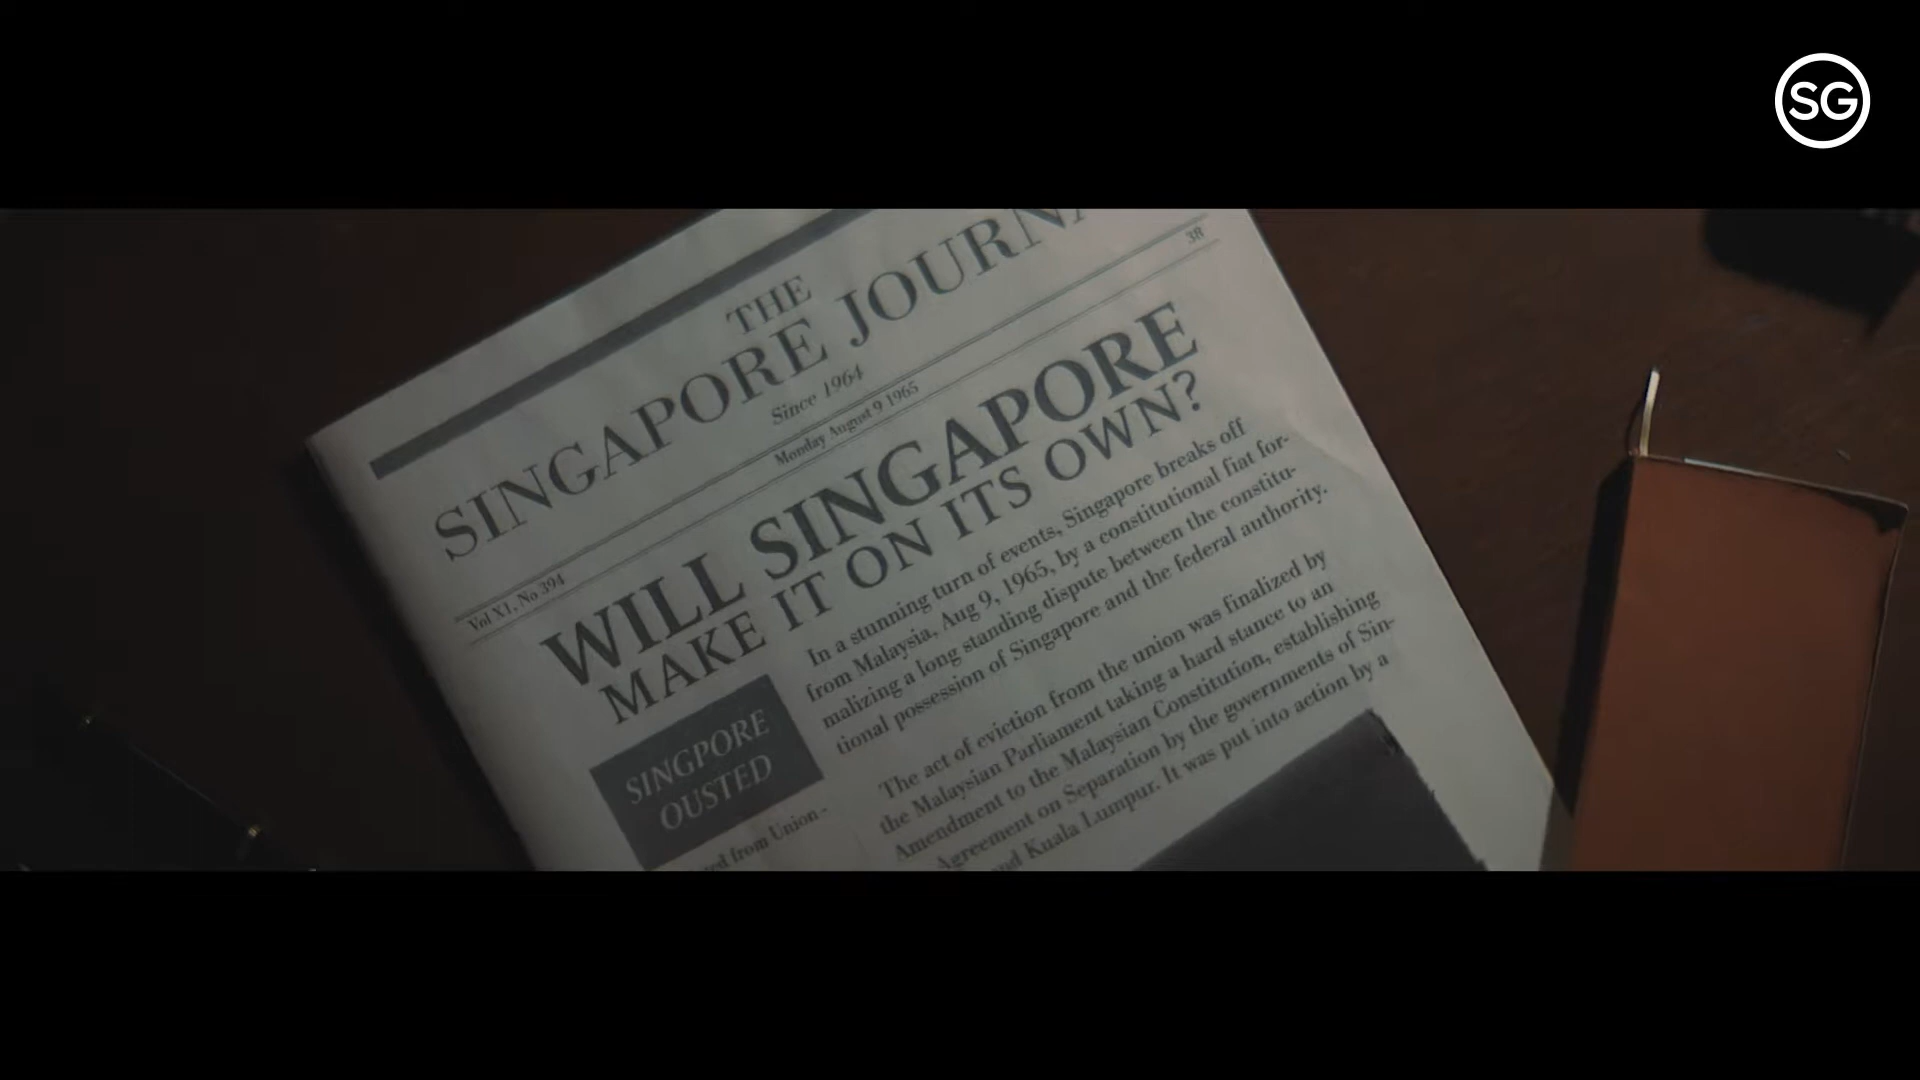 SG
THE
SINGAPORE JOURNA
Since 1964
Vol XI, No 394
Monday August 9 1965
38
WILL SINGAPORE
MAKE IT ON ITS OWN?
In a stunning turn of events, Singapore breaks off
from Malaysia, Aug 9, 1965, by a constitutional fiat for-
malizing a long standing dispute between the constitu-
tional possession of Singapore and the federal authority.
The act of eviction from the union was finalized by
the Malaysian Parliament taking a hard stance to an
Amendment to the Malaysian Constitution, establishing
Agreement on Separation by the governments of Sin-
and Kuala Lumpur. It was put into action by a
SINGPORE
OUSTED
from Union -